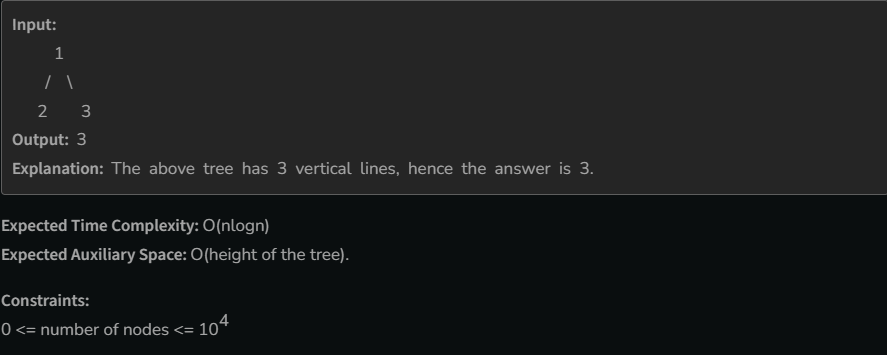 Input:
1
/ \
2 3
Output: 3
Explanation: The above tree has 3 vertical lines, hence the answer is 3.
Expected Time Complexity: O(nlogn)
Expected Auxiliary Space: O(height of the tree).
Constraints:
0 <= number of nodes <= 10^4